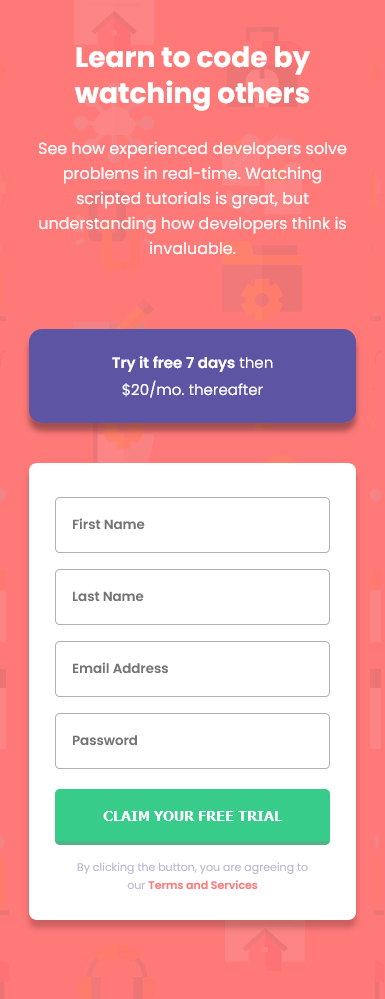 Learn to code by
watching others
See how experienced developers solve
problems in real-time. Watching
scripted tutorials is great, but
understanding how developers think is
invaluable.
Try it free 7 days then
$20/mo. thereafter
First Name
Last Name
Email Address
Password
CLAIM YOUR FREE TRIAL
By clicking the button, you are agreeing to
our Terms and Services